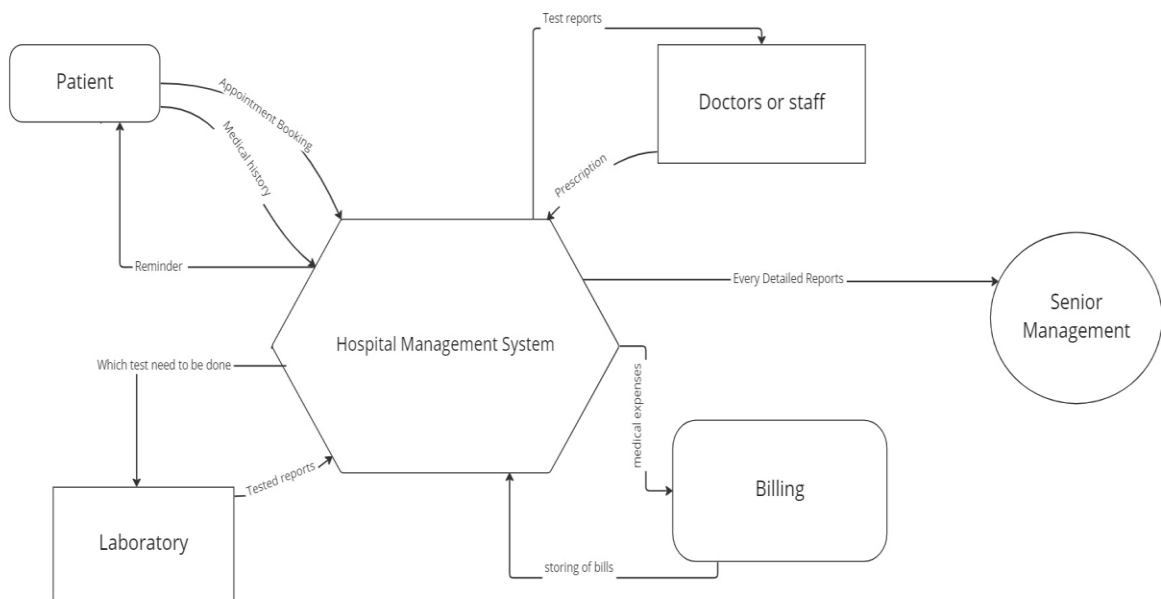 Test reports
Patient
Appointment Booking
Doctors or staff
Medical history
Prescription
Reminder
Every Detailed Reports
Senior
Management
Hospital Management System
Which test need to be done
medical expenses
Tested reports
Billing
Laboratory
storing of bills